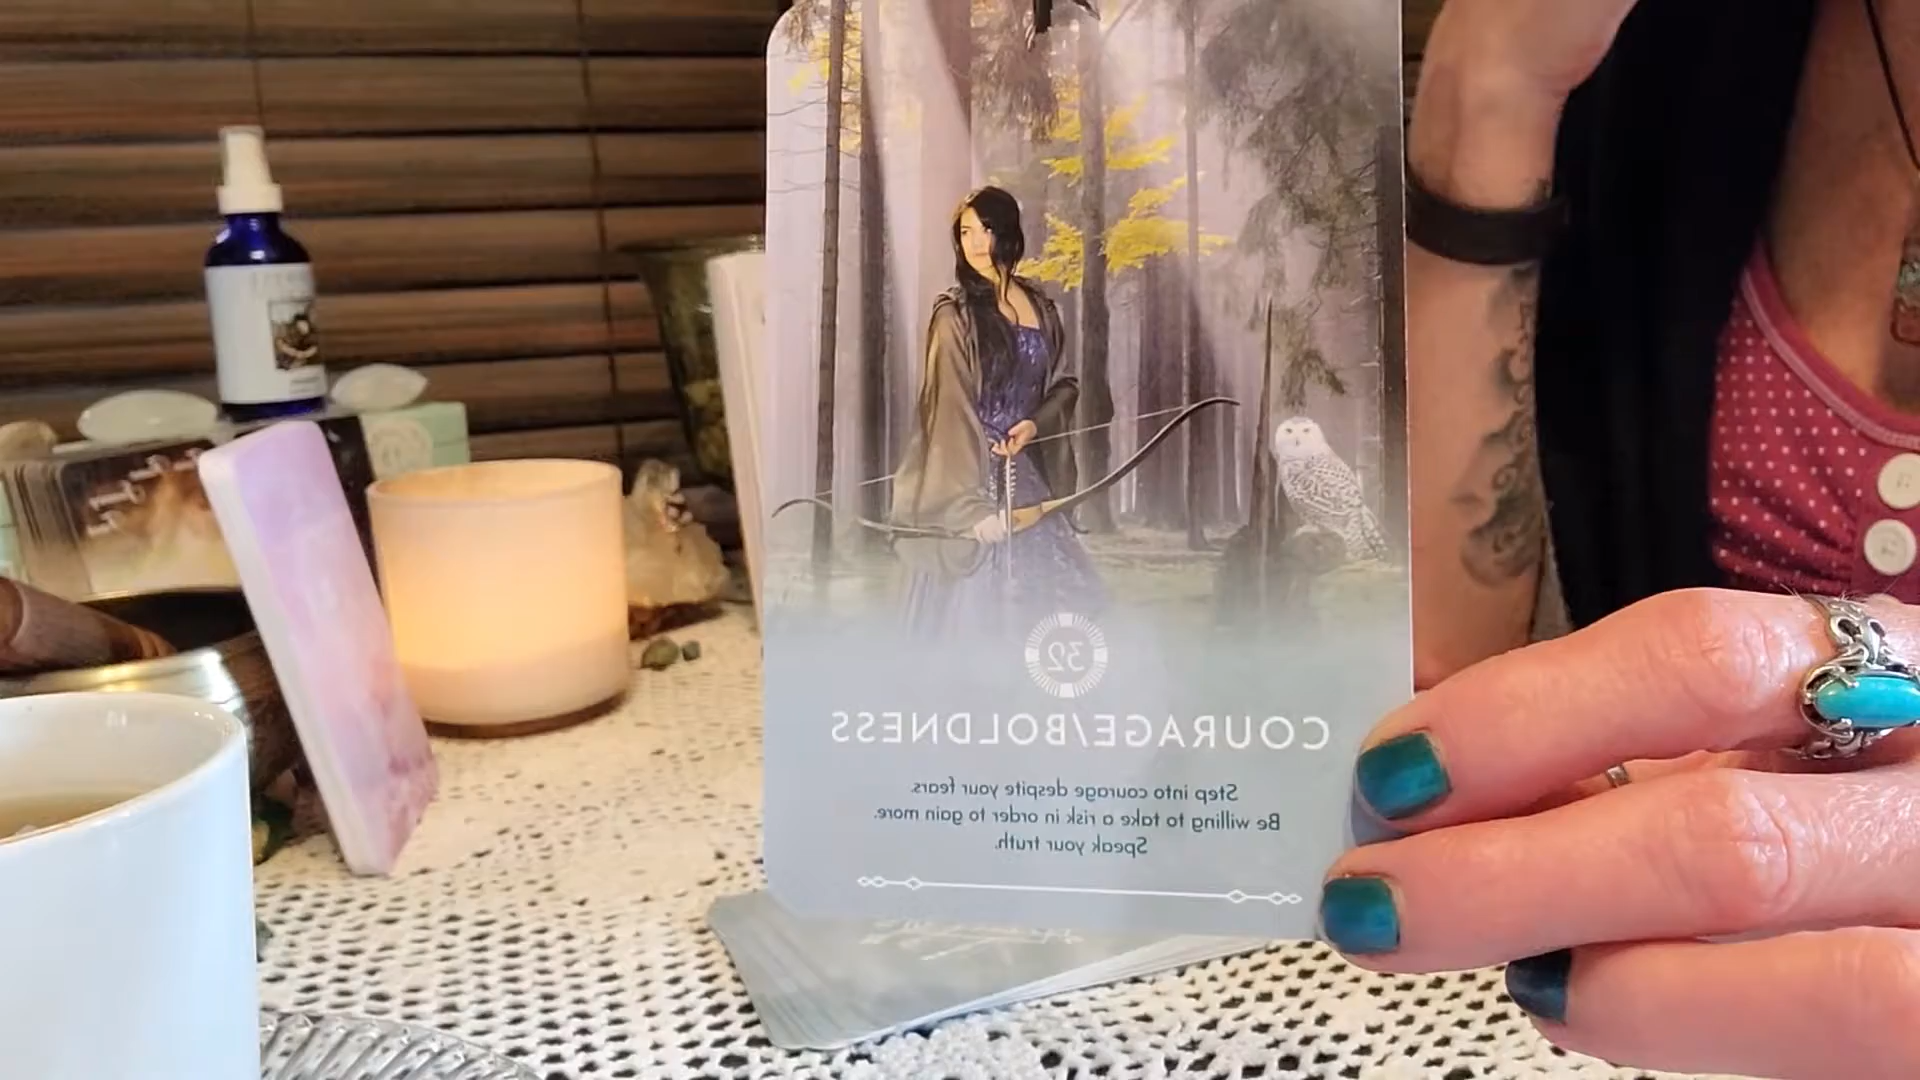 32
COURAGE/BOLDNESS
Step into courage despite your fears.
Be willing to take a risk in order to gain more.
Speak your truth.